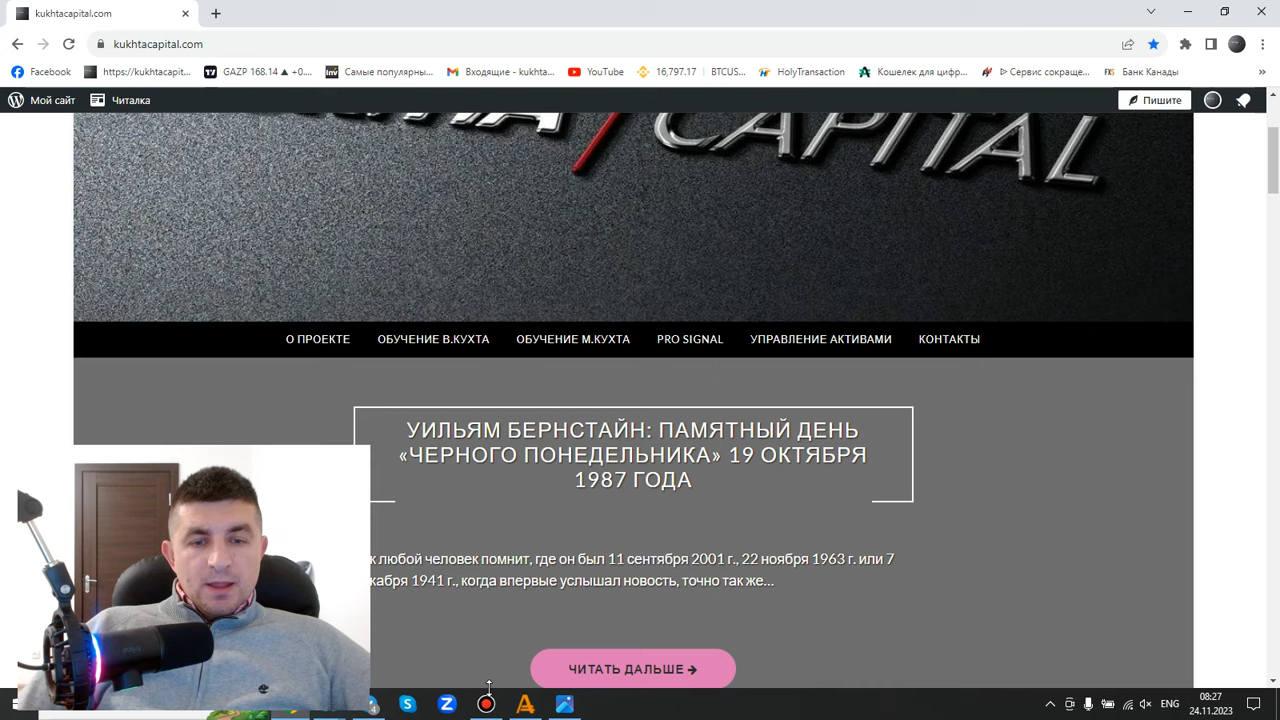 kukhtacapital.com
kukhtacapital.com
Facebook
https://kukhtacapit...
GAZP 168.14 ▲ +0....
Самые популярны...
Входящие - kukhta...
YouTube
16,797.17 | BTCUS...
HolyTransaction
Кошелек для цифр...
Сервис сокраще...
Банк Канады
»
Мой сайт
Читалка
Пишите
CAPITAL
О ПРОЕКТЕ
ОБУЧЕНИЕ В.КУХТА
ОБУЧЕНИЕ М.КУХТА
PRO SIGNAL
УПРАВЛЕНИЕ АКТИВАМИ
КОНТАКТЫ
УИЛЬЯМ БЕРНСТАЙН: ПАМЯТНЫЙ ДЕНЬ
«ЧЕРНОГО ПОНЕДЕЛЬНИКА» 19 ОКТЯБРЯ
1987 ГОДА
к любой человек помнит, где он был 11 сентября 2001 г., 22 ноября 1963 г. или 7
кабря 1941 г., когда впервые услышал новость, точно так же...
ЧИТАТЬ ДАЛЬШЕ →
ENG
08:27
24.11.2023